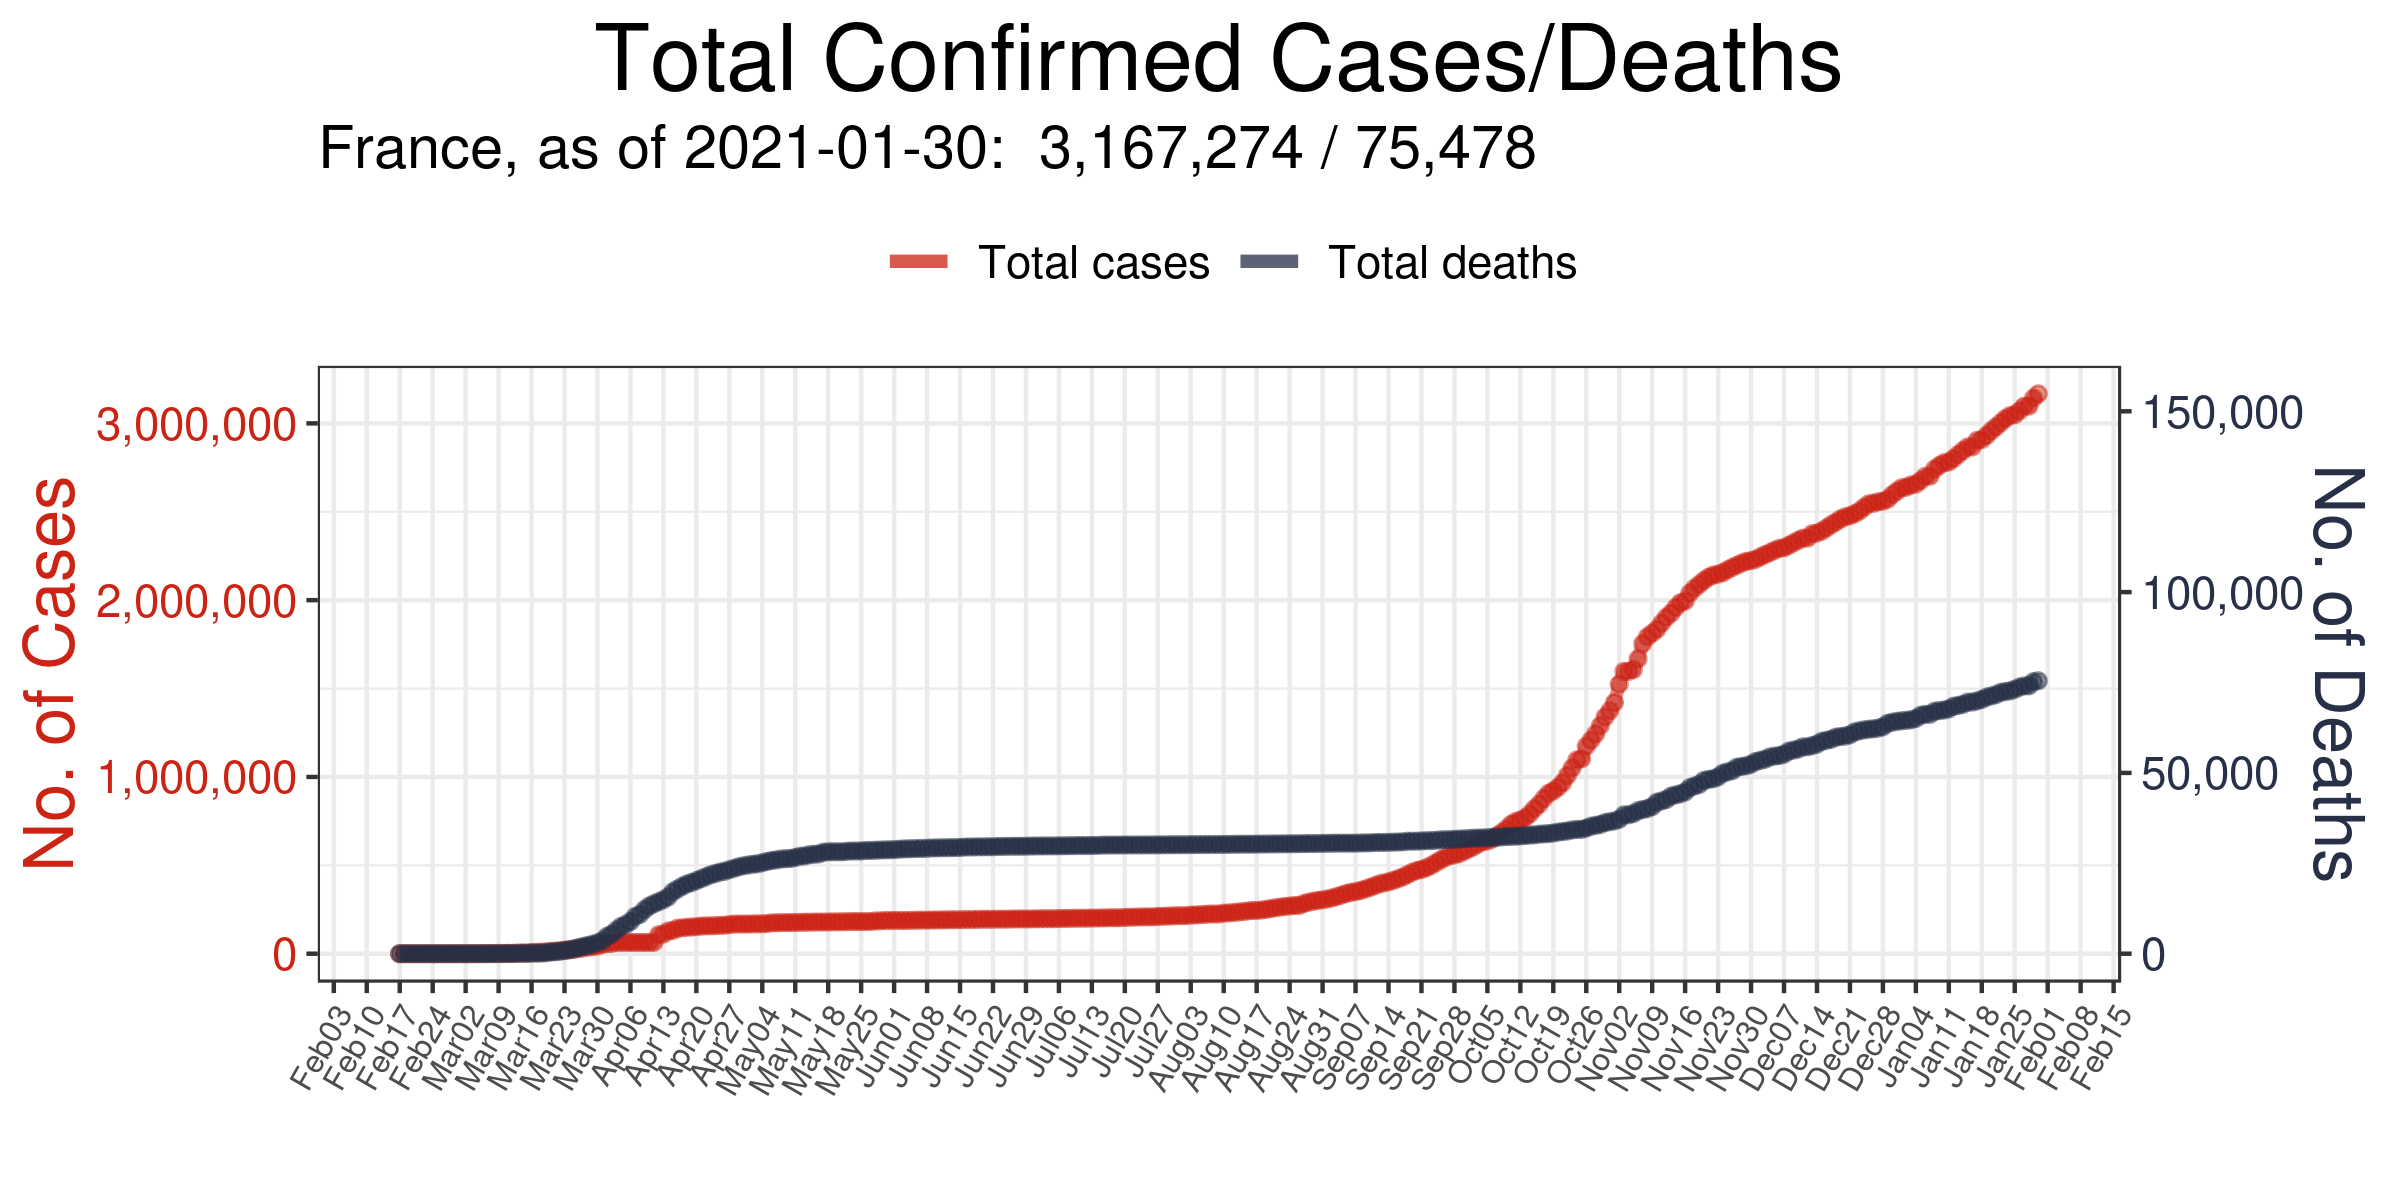 Total Confirmed Cases/Deaths
France, as of 2021-01-30:  3,167,274 / 75,478
Total cases
Total deaths
No. of Cases
3,000,000
2,000,000
1,000,000
0
150,000
100,000
50,000
0
No. of Deaths
Feb03
Feb10
Feb17
Feb24
Mar02
Mar09
Mar16
Mar23
Mar30
Apr06
Apr13
Apr20
Apr27
May04
May11
May18
May25
Jun01
Jun08
Jun15
Jun22
Jun29
Jul06
Jul13
Jul20
Jul27
Aug03
Aug10
Aug17
Aug24
Aug31
Sep07
Sep14
Sep21
Sep28
Oct05
Oct12
Oct19
Oct26
Nov02
Nov09
Nov16
Nov23
Nov30
Dec07
Dec14
Dec21
Dec28
Jan04
Jan11
Jan18
Jan25
Feb01
Feb08
Feb15